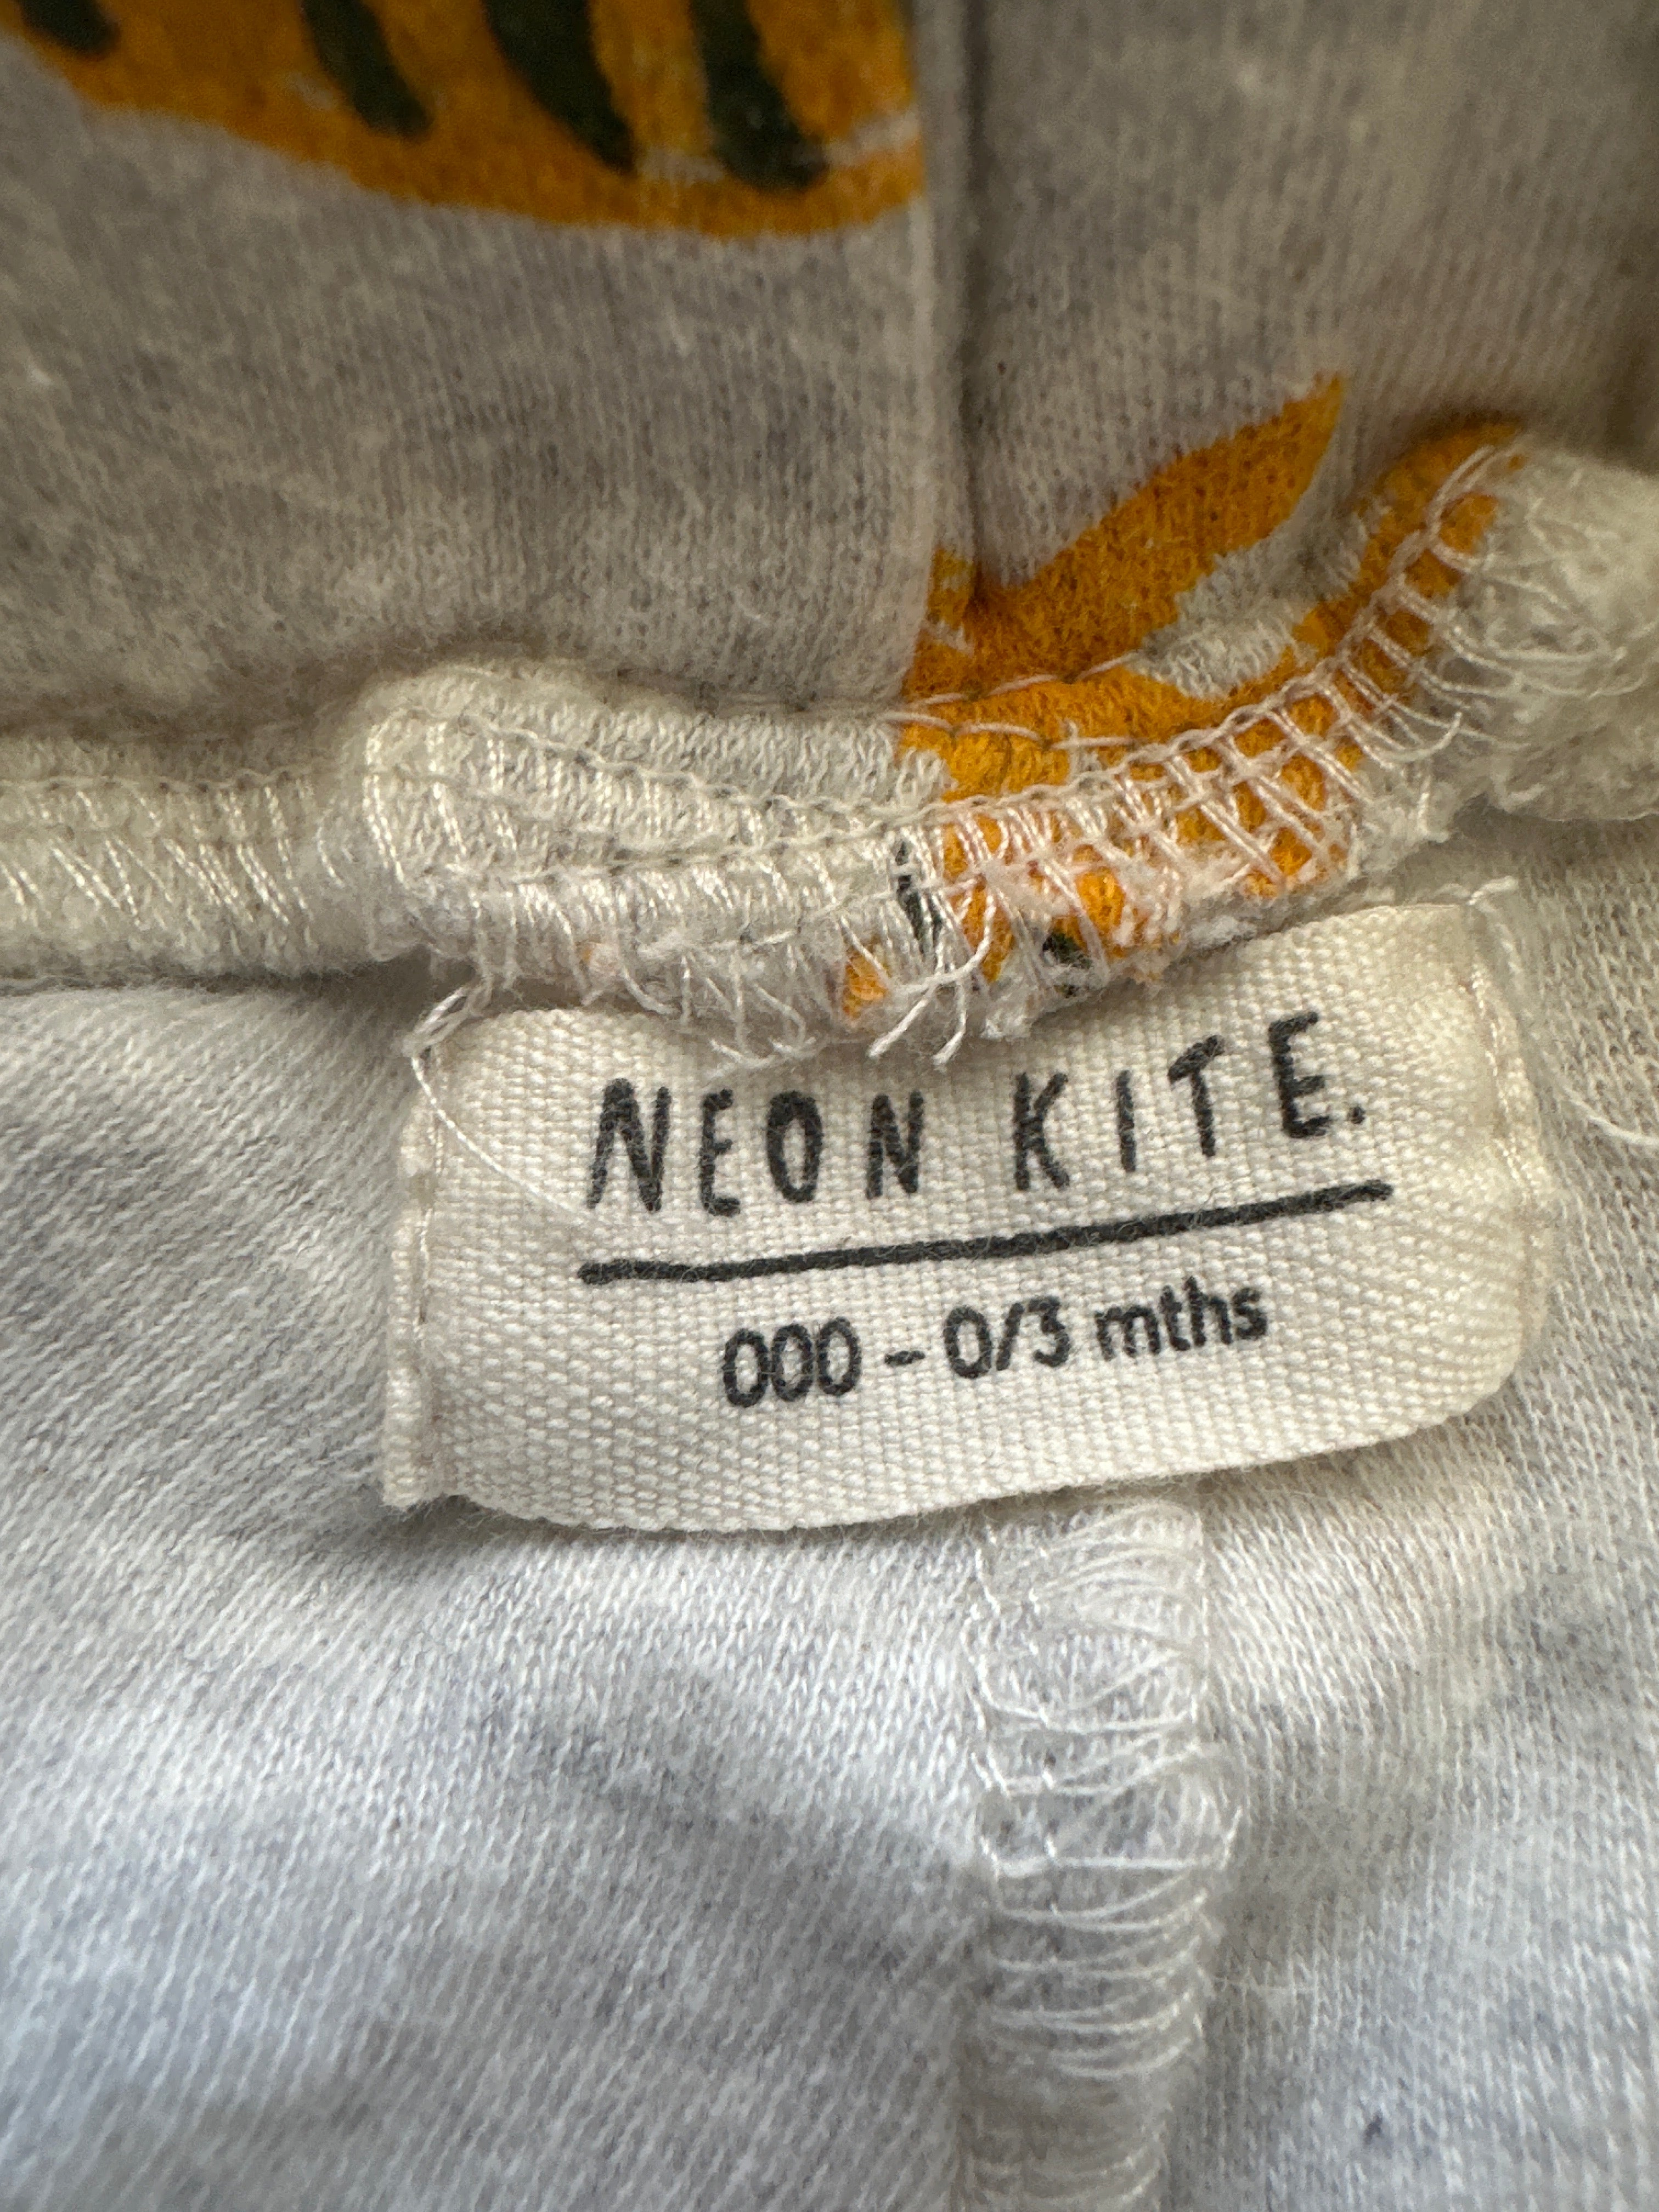 NEON KITE.
000 – 0/3 mths